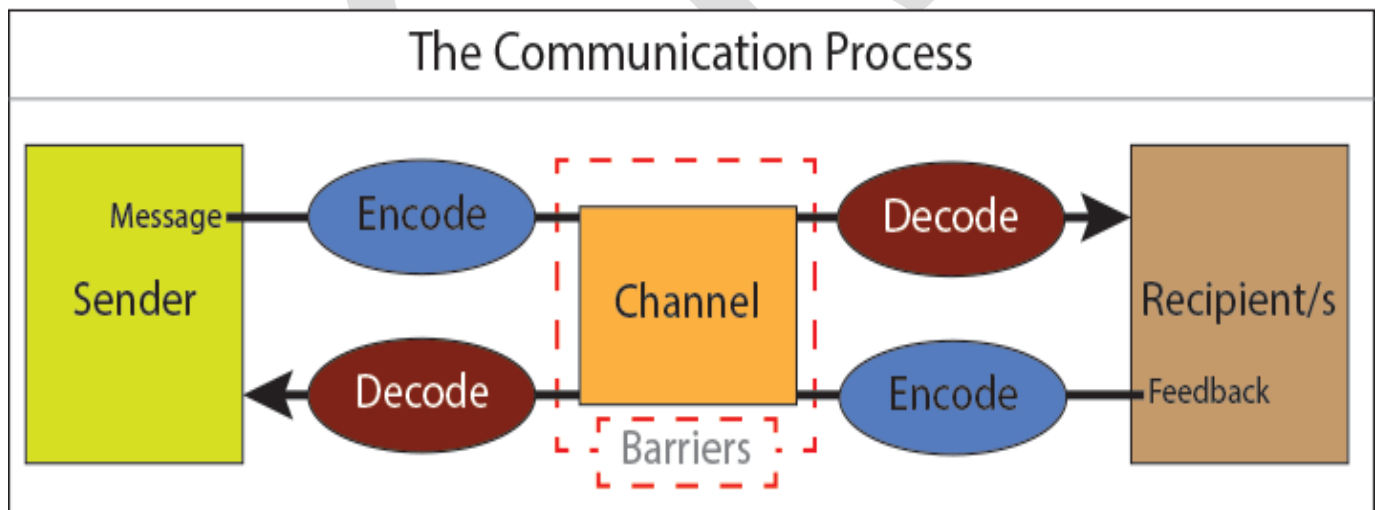 The Communication Process
Message
Encode
Decode
Sender
Channel
Recipient/s
Decode
Encode
Feedback
Barriers